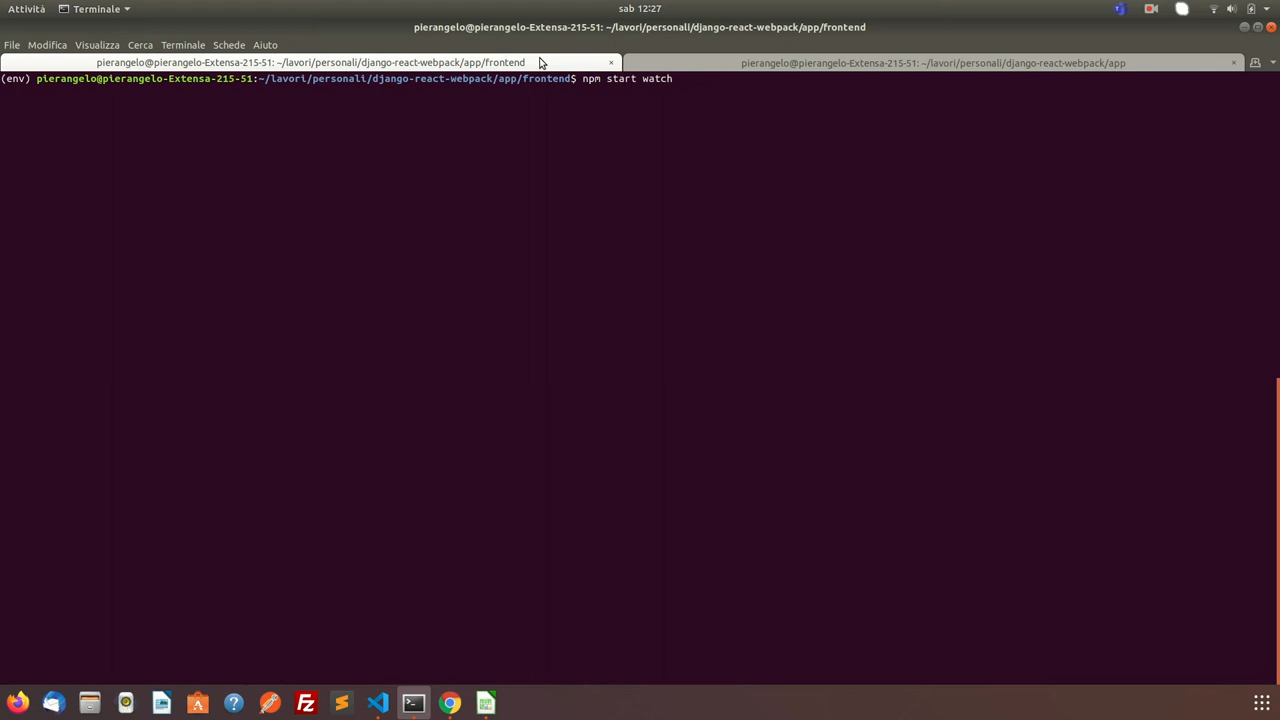 Attività Terminale sab 12:27
pierangelo@pierangelo-Extensa-215-51: ~/lavori/personali/django-react-webpack/app/frontend
File Modifica Visualizza Cerca Terminale Schede Aiuto
pierangelo@pierangelo-Extensa-215-51: ~/lavori/personali/django-react-webpack/app/frontend × pierangelo@pierangelo-Extensa-215-51: ~/lavori/personali/django-react-webpack/app ×
(env) pierangelo@pierangelo-Extensa-215-51:~/lavori/personali/django-react-webpack/app/frontend$ npm start watch